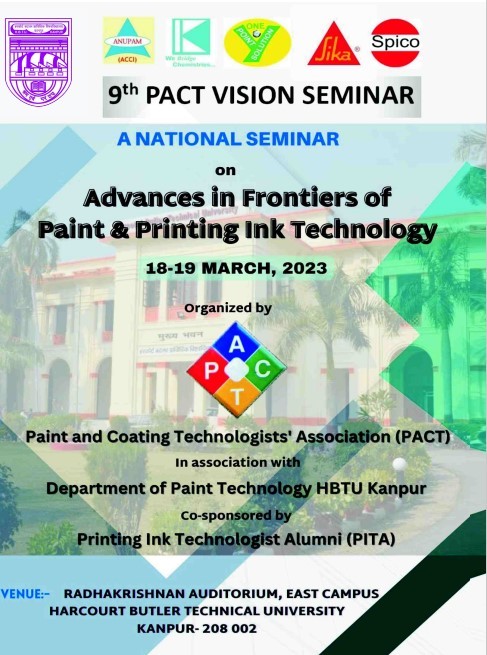 ANUPAM
(ACCI)
K
We Bridge
Chemistries...
ONE
POINT
SOLUTION
Sika
®
Spico
9th PACT VISION SEMINAR
A NATIONAL SEMINAR
on
Advances in Frontiers of
Paint & Printing Ink Technology
18-19 MARCH, 2023
मुख्य भवन
Organized by
A
P C
T
Paint and Coating Technologists' Association (PACT)
In association with
Department of Paint Technology HBTU Kanpur
Co-sponsored by
Printing Ink Technologist Alumni (PITA)
VENUE:- RADHAKRISHNAN AUDITORIUM, EAST CAMPUS
HARCOURT BUTLER TECHNICAL UNIVERSITY
KANPUR- 208 002